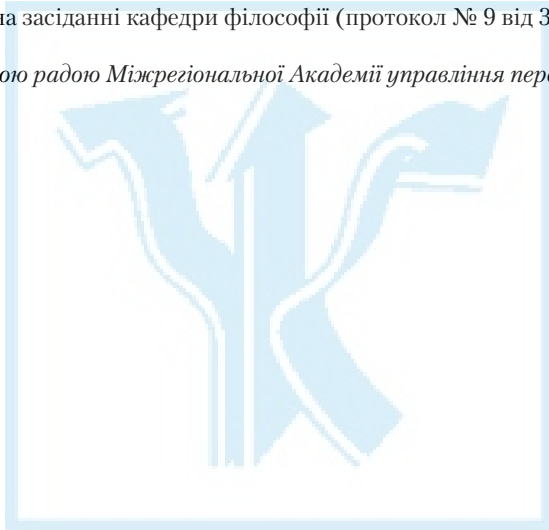 на засіданні кафедри філософії (протокол № 9 від 3
ою радою Міжрегіональної Академії управління пер